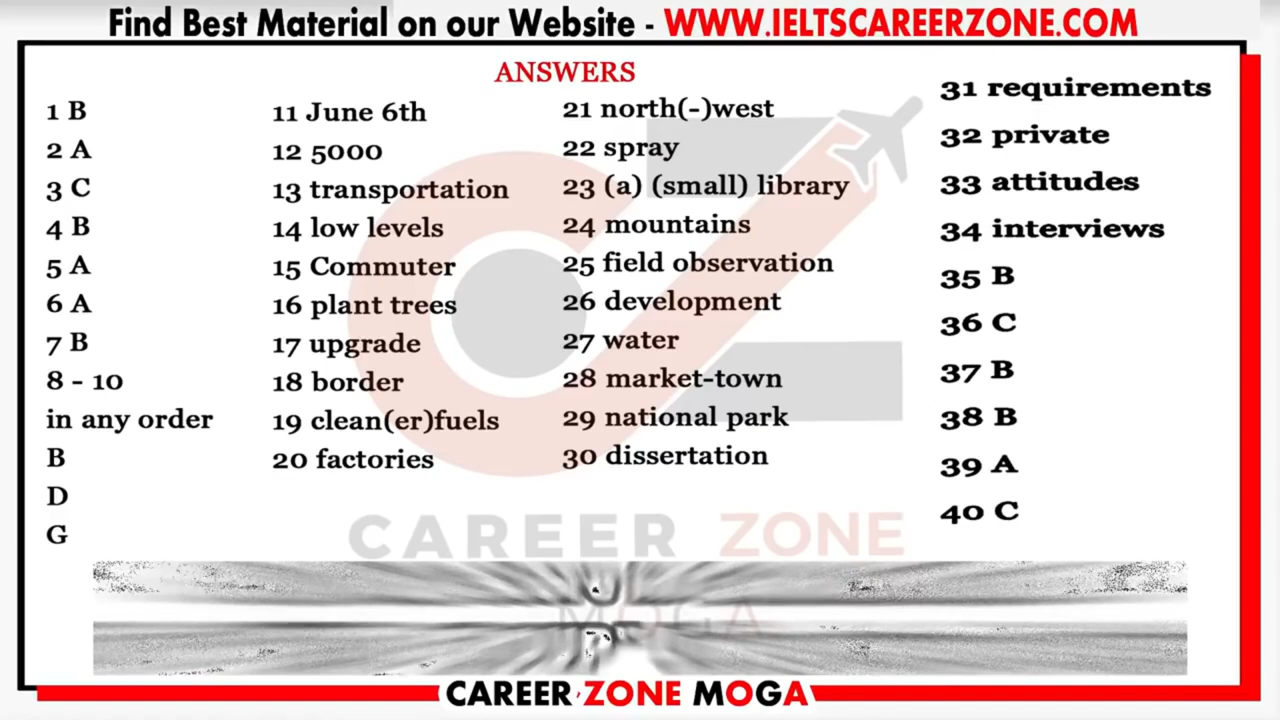 Find Best Material on our Website - WWW.IELTSCAREERZONE.COM
ANSWERS
1 B
2 A
3 C
4 B
5 A
6 A
7 B
8 - 10
in any order
B
D
G
11 June 6th
12 5000
13 transportation
14 low levels
15 Commuter
16 plant trees
17 upgrade
18 border
19 clean(er)fuels
20 factories
21 north(-)west
22 spray
23 (a) (small) library
24 mountains
25 field observation
26 development
27 water
28 market-town
29 national park
30 dissertation
31 requirements
32 private
33 attitudes
34 interviews
35 B
36 C
37 B
38 B
39 A
40 C
CAREER ZONE
MOGA
CAREER ZONE MOGA